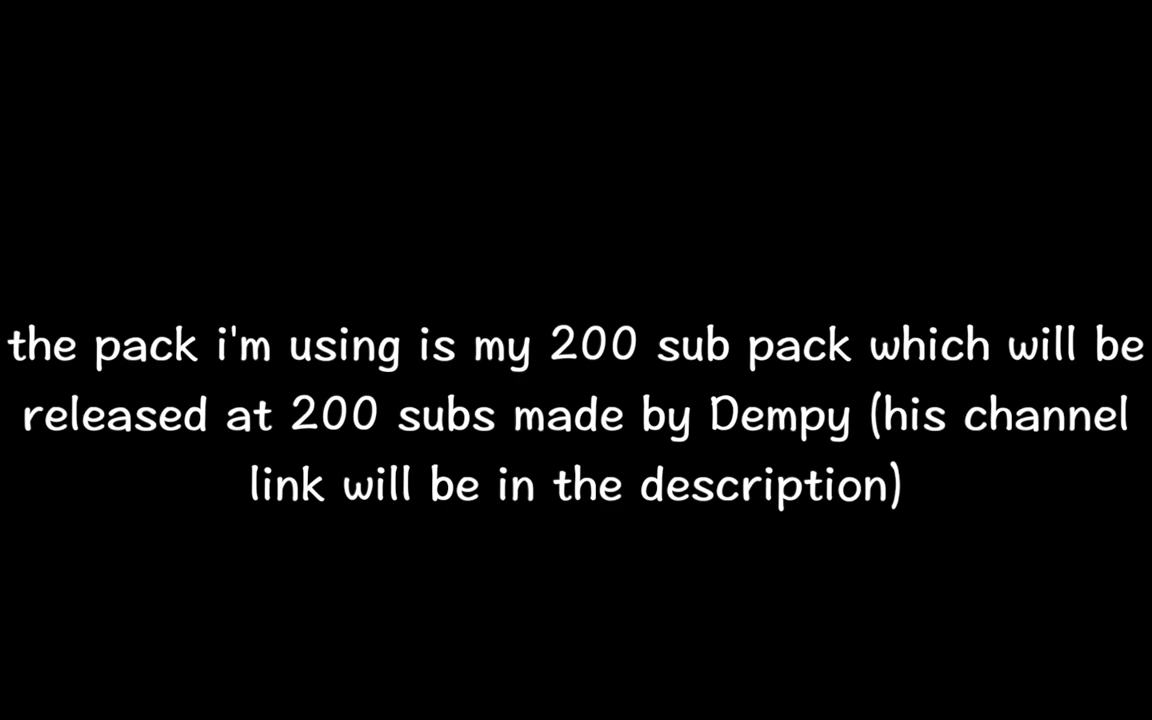 the pack i'm using is my 200 sub pack which will be
released at 200 subs made by Dempy (his channel
link will be in the description)